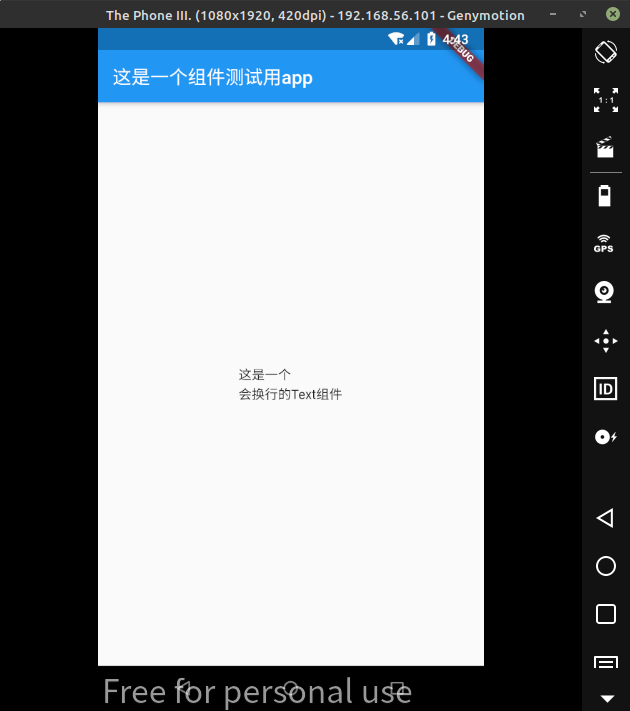 The Phone III. (1080x1920, 420dpi) - 192.168.56.101 - Genymotion
4:43
DEBUG
这是一个组件测试用app
1:1
GPS
这是一个
会换行的Text组件
ID
Free for personal use